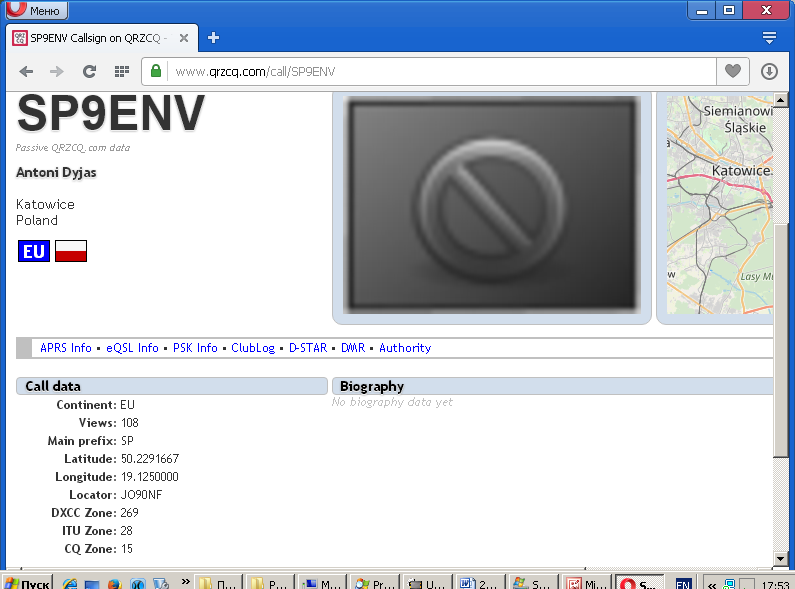 Меню
SP9ENV Callsign on QRZCQ -
www.qrzcq.com/call/SP9ENV
SP9ENV
Passive QRZCQ.com data
Antoni Dyjas
Katowice
Poland
EU
Siemianowi
Śląskie
Katowice
Lasy M
APRS Info • eQSL Info • PSK Info • ClubLog • D-STAR • DMR • Authority
Call data
Biography
No biography data yet
Continent: EU
Views: 108
Main prefix: SP
Latitude: 50.2291667
Longitude: 19.1250000
Locator: JO90NF
DXCC Zone: 269
ITU Zone: 28
CQ Zone: 15
Пуск
»
П...
P...
M...
Pr...
U...
2...
S...
Mi...
S...
EN
«
17:53